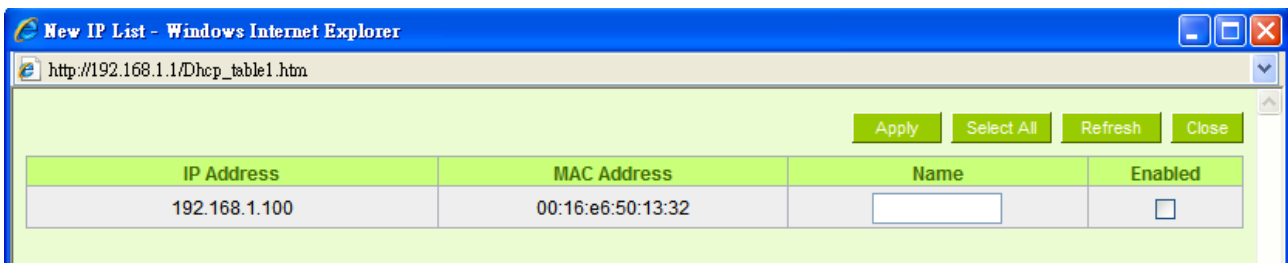 New IP List - Windows Internet Explorer
http://192.168.1.1/Dhcp_table1.htm
Apply Select All Refresh Close
IP Address MAC Address Name Enabled
192.168.1.100 00:16:e6:50:13:32